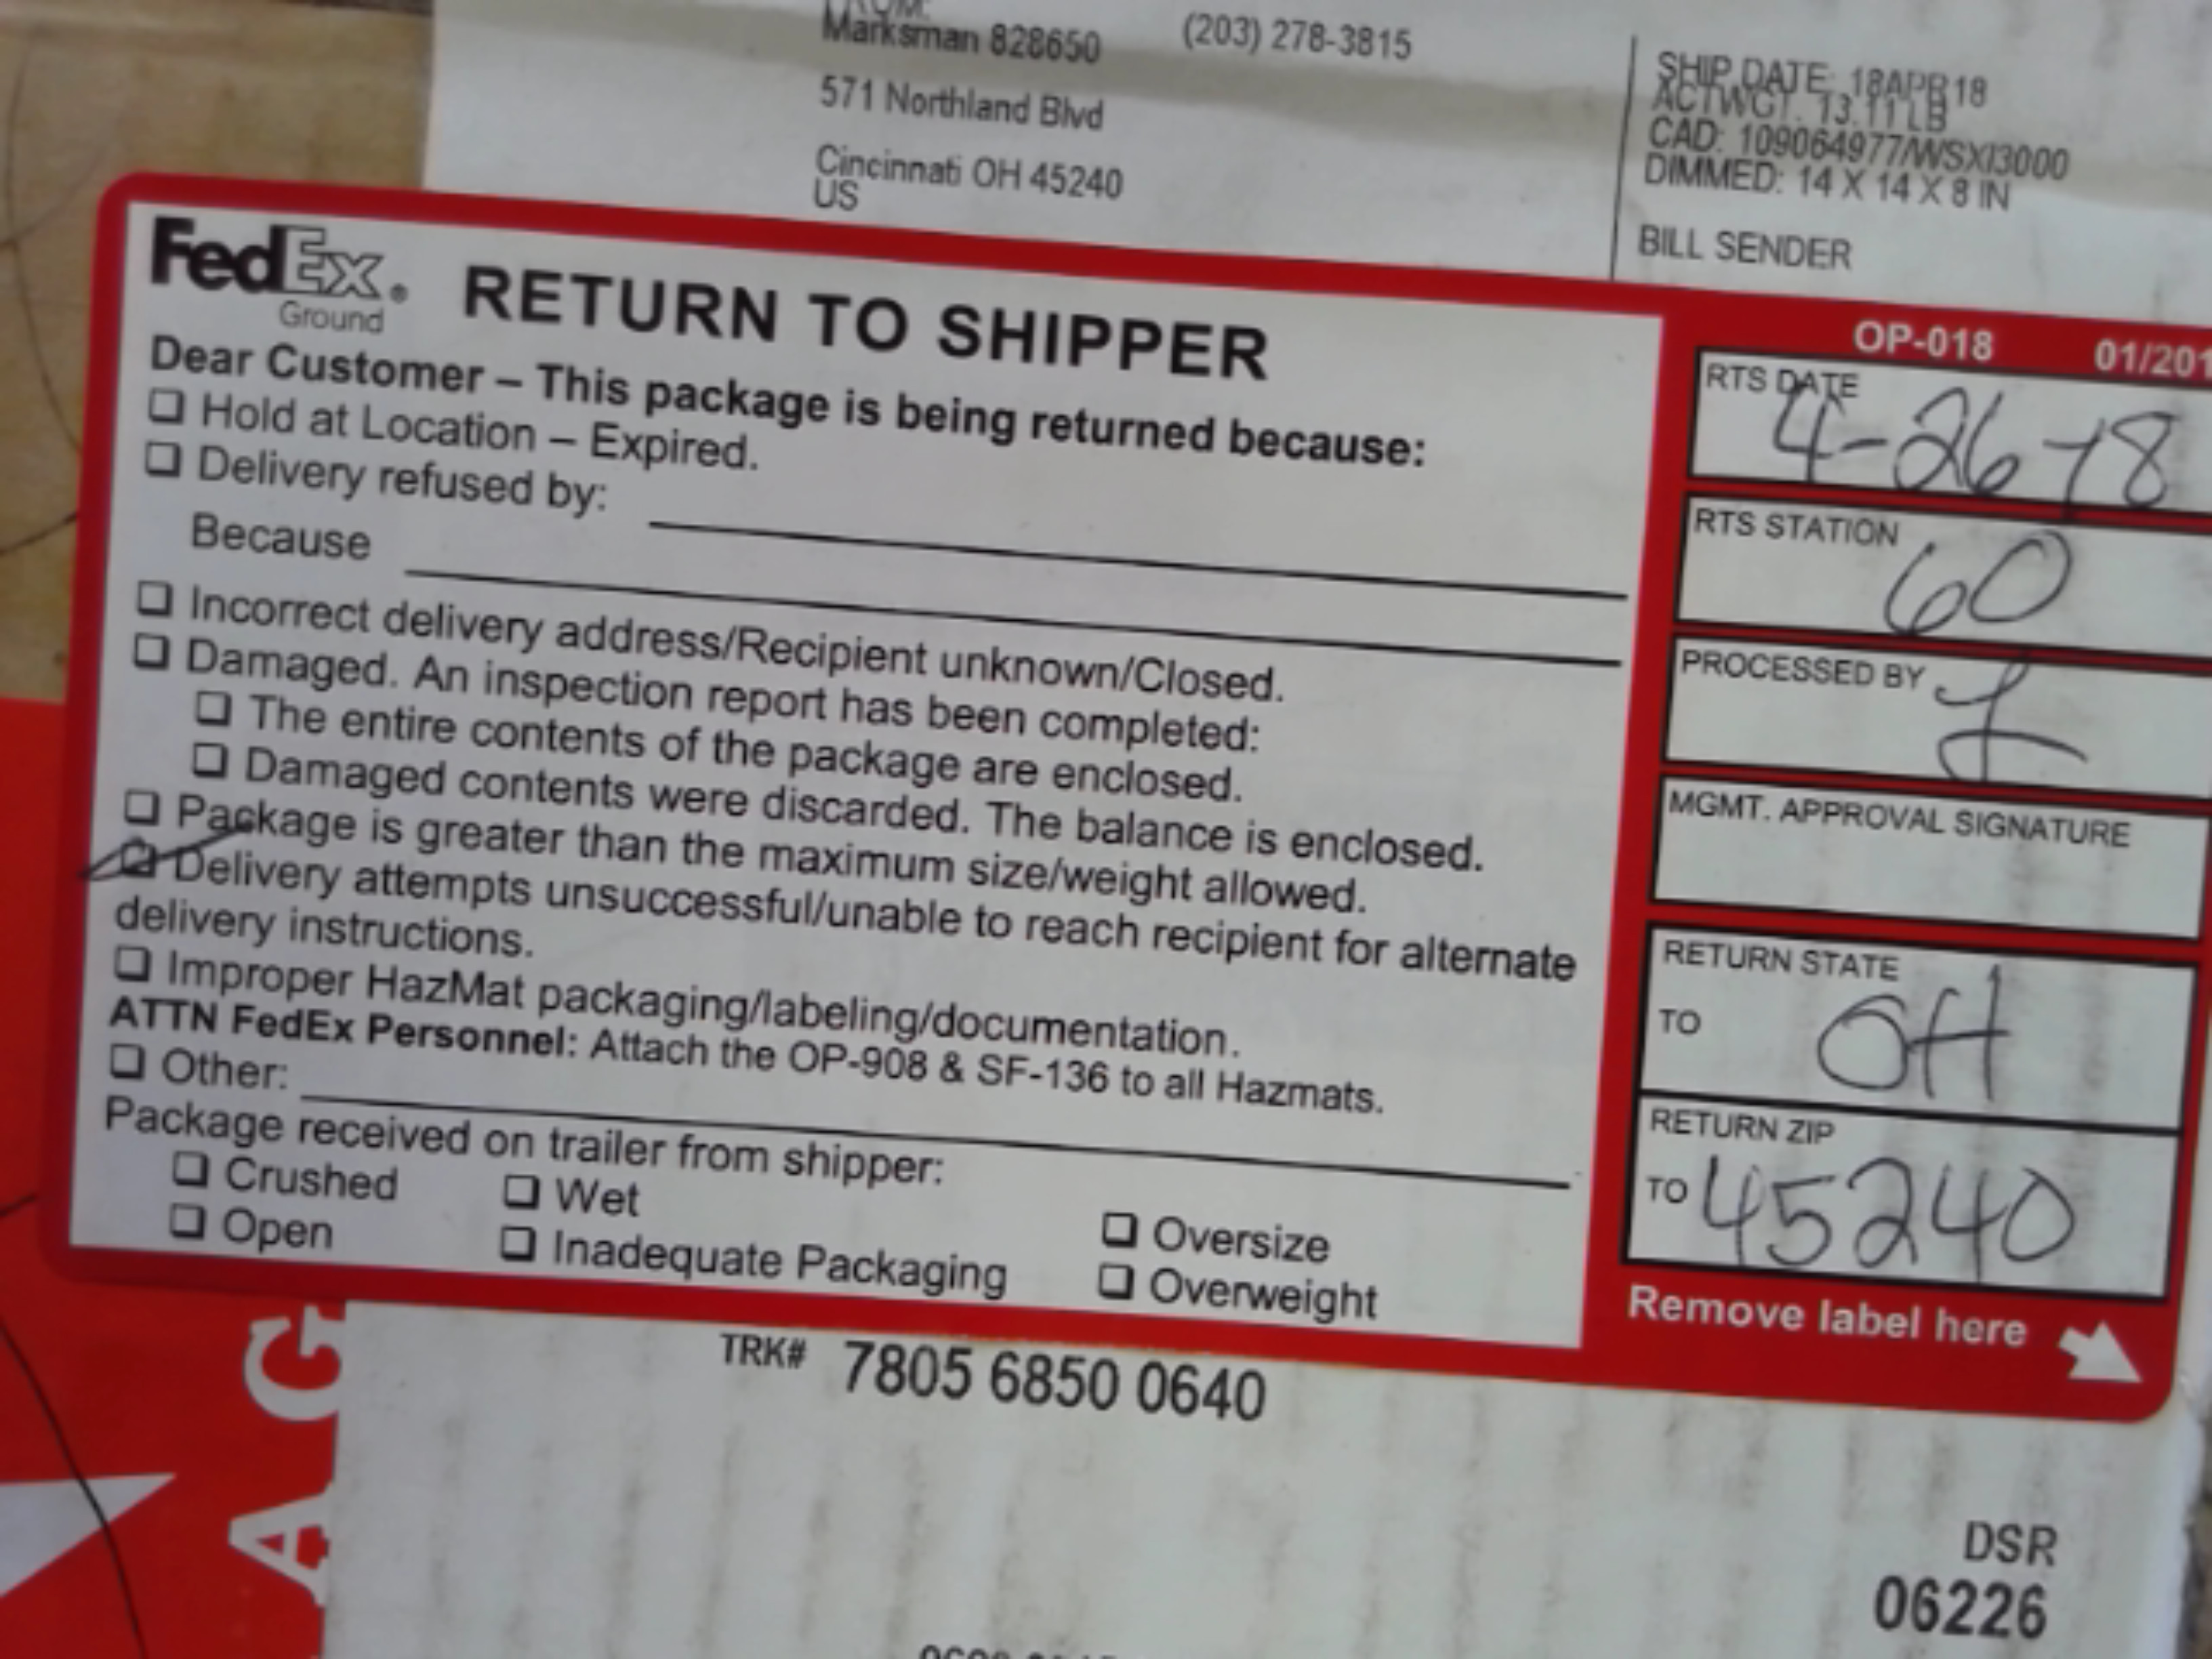 Marksman 828650 (203) 278-3815
571 Northland Blvd
Cincinnati OH 45240
US
SHIP DATE: 18APR18
ACTWGT: 13.11 LB
CAD: 109064977/WSXI3000
DIMMED: 14 X 14 X 8 IN
BILL SENDER
FedEx®
Ground
RETURN TO SHIPPER
Dear Customer – This package is being returned because:
❑ Hold at Location – Expired.
❑ Delivery refused by:
Because
❑ Incorrect delivery address/Recipient unknown/Closed.
❑ Damaged. An inspection report has been completed:
❑ The entire contents of the package are enclosed.
❑ Damaged contents were discarded. The balance is enclosed.
❑ Package is greater than the maximum size/weight allowed.
❑ Delivery attempts unsuccessful/unable to reach recipient for alternate
delivery instructions.
❑ Improper HazMat packaging/labeling/documentation.
ATTN FedEx Personnel: Attach the OP-908 & SF-136 to all Hazmats.
❑ Other:
Package received on trailer from shipper:
❑ Crushed ❑ Wet ❑ Oversize
❑ Open ❑ Inadequate Packaging ❑ Overweight
OP-018 01/201
RTS DATE
4-26-18
RTS STATION
60
PROCESSED BY
MGMT. APPROVAL SIGNATURE
RETURN STATE
TO OH
RETURN ZIP
TO 45240
Remove label here
TRK# 7805 6850 0640
AG
DSR
06226